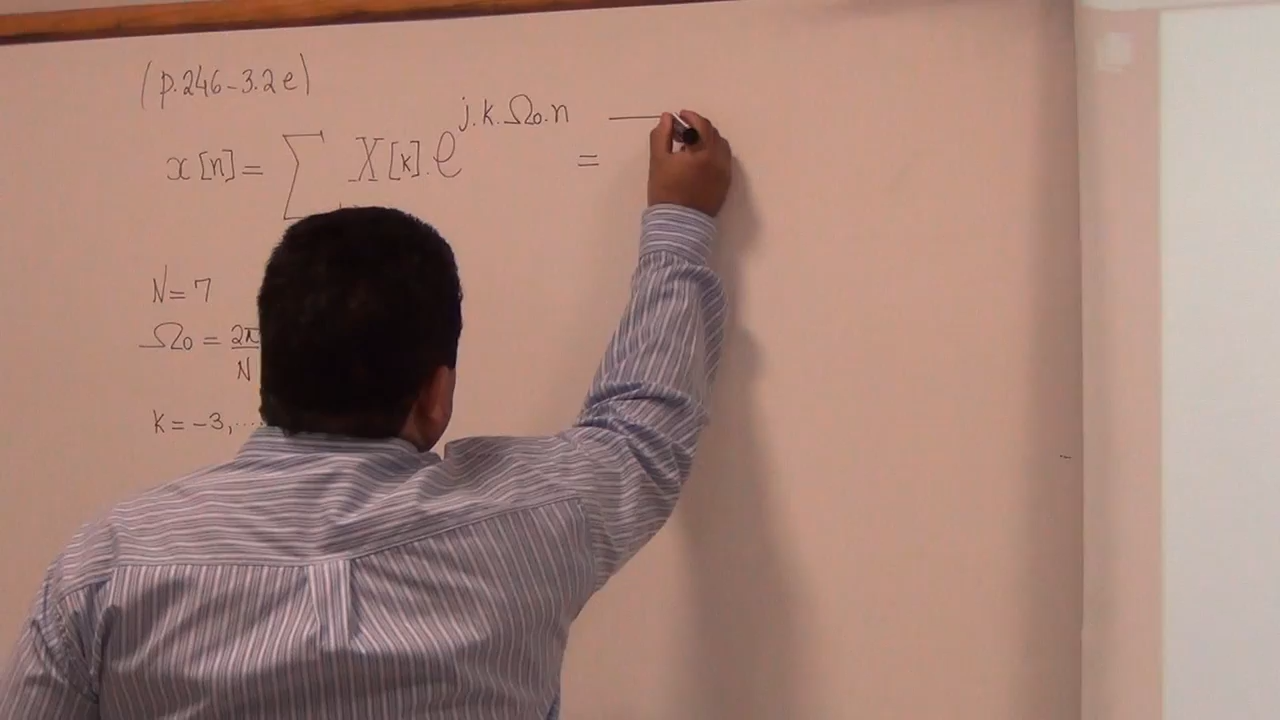 (p.246-3.2e)
x[n] = ∑ X[k].e^{j.k.Ω₀.n} =
N = 7
Ω₀ = 2π/N
k = -3, ....